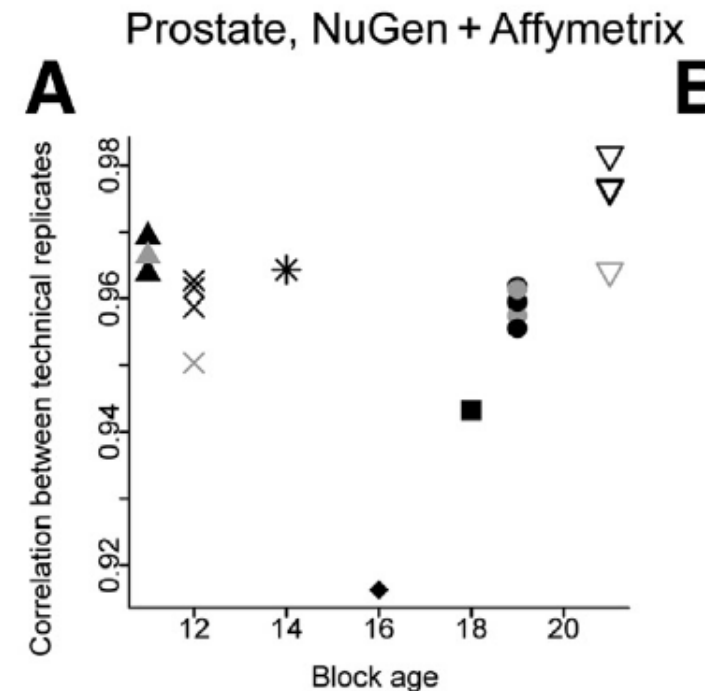 Prostate, NuGen + Affymetrix
A
Correlation between technical replicates
0.98
0.96
0.94
0.92
12 14 16 18 20
Block age